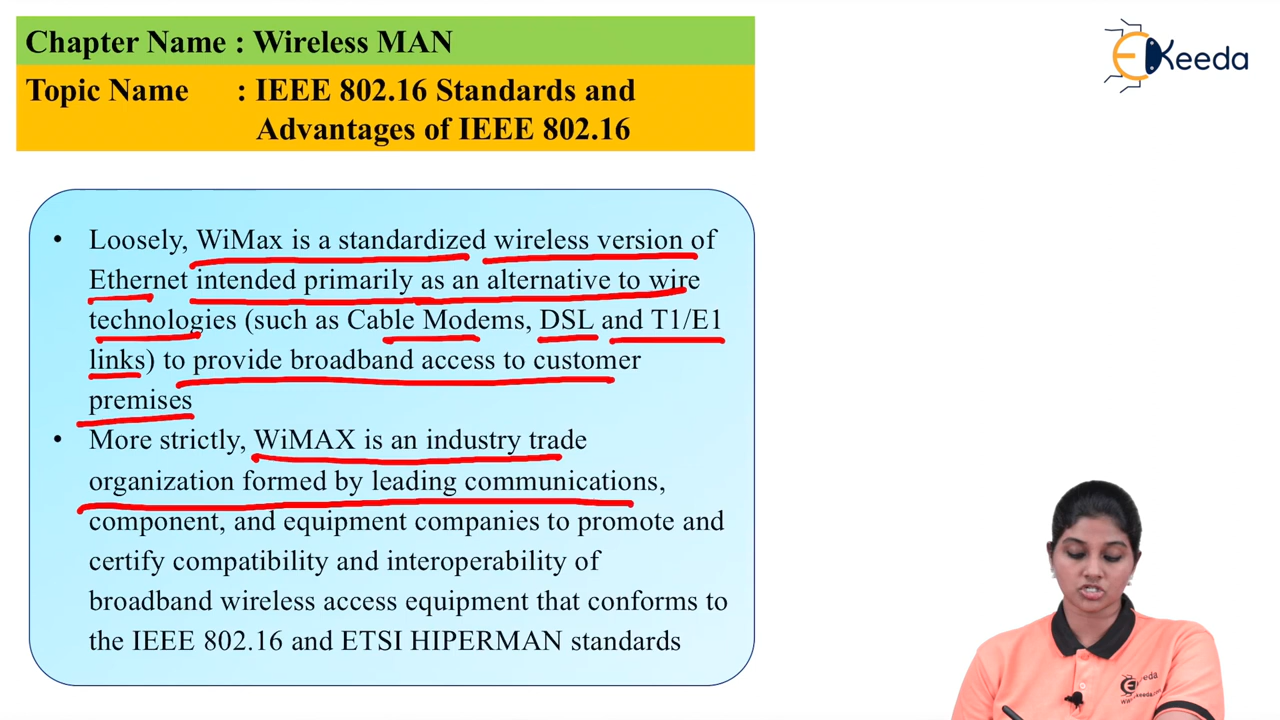 Chapter Name : Wireless MAN
Topic Name : IEEE 802.16 Standards and
Advantages of IEEE 802.16
EKeeda
• Loosely, WiMax is a standardized wireless version of
Ethernet intended primarily as an alternative to wire
technologies (such as Cable Modems, DSL and T1/E1
links) to provide broadband access to customer
premises
• More strictly, WiMAX is an industry trade
organization formed by leading communications,
component, and equipment companies to promote and
certify compatibility and interoperability of
broadband wireless access equipment that conforms to
the IEEE 802.16 and ETSI HIPERMAN standards
EKeeda